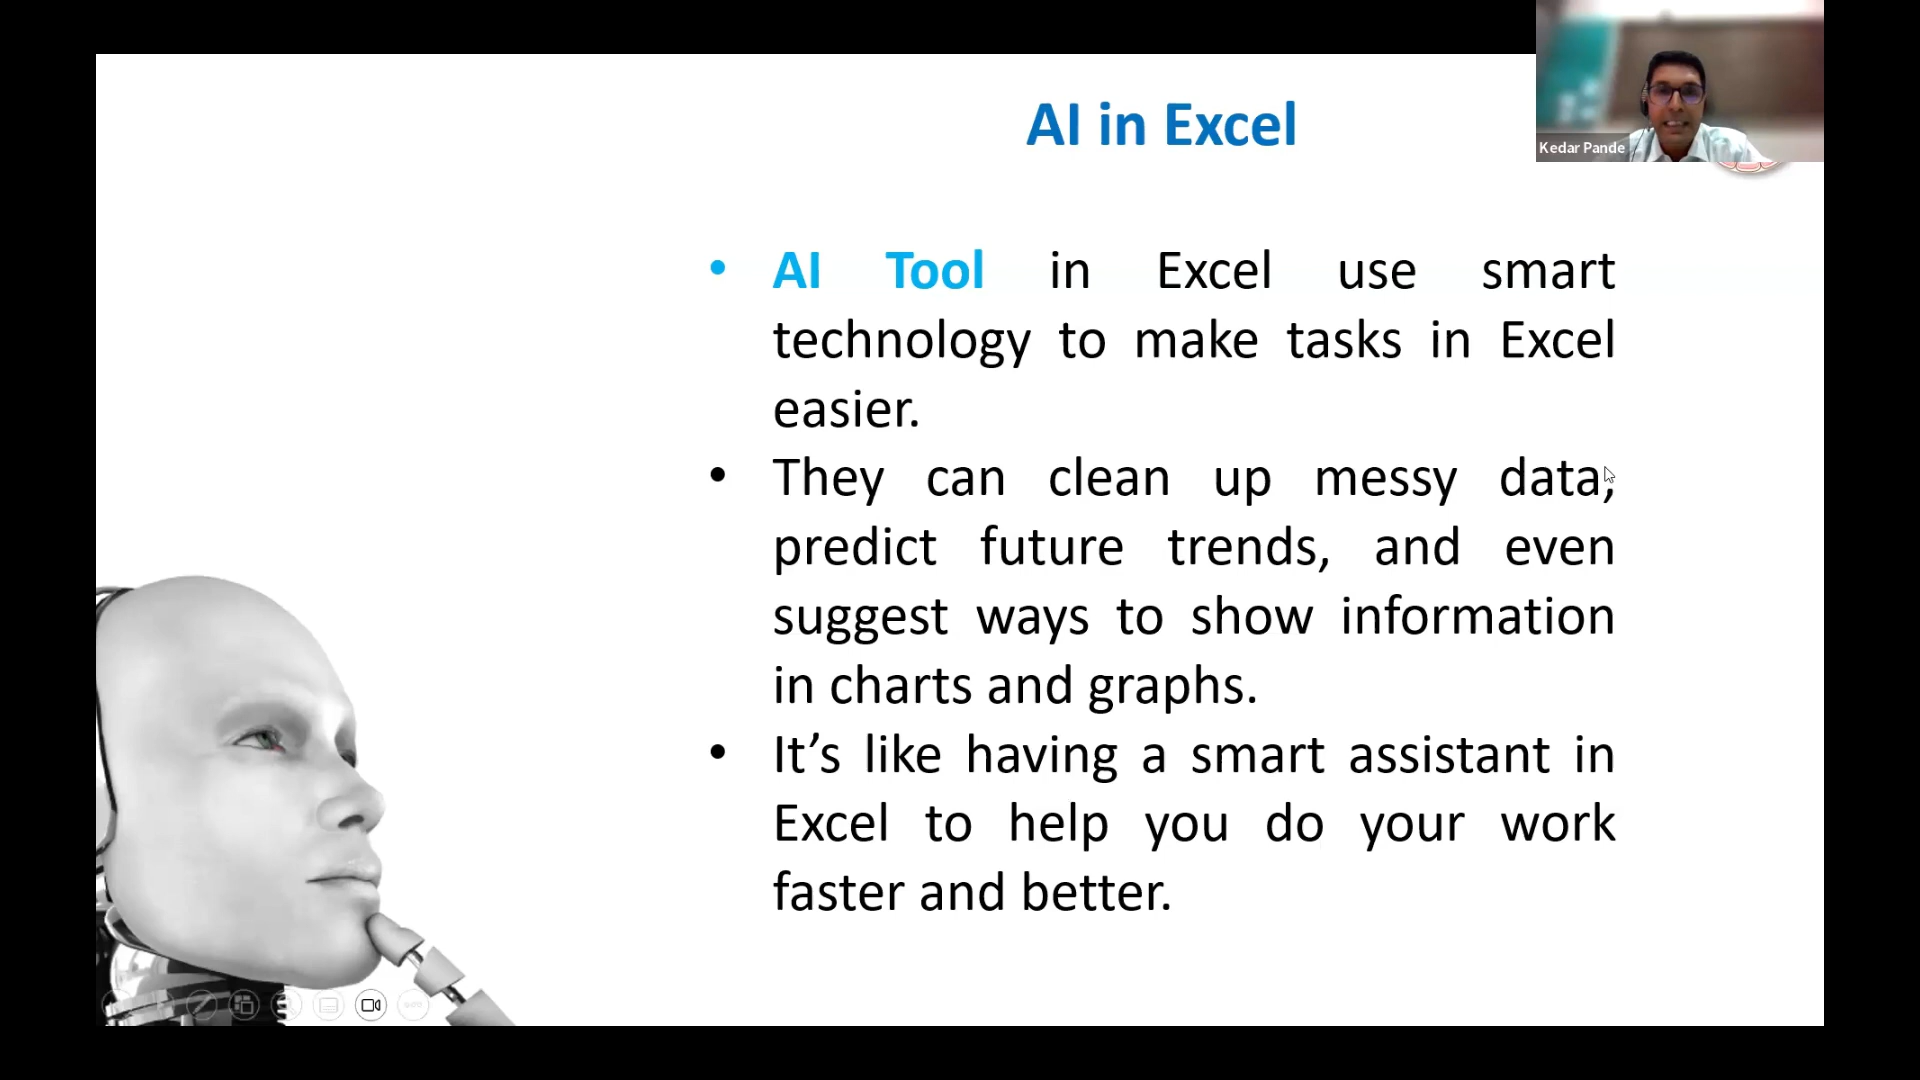 AI in Excel
Kedar Pande
• AI Tool in Excel use smart
technology to make tasks in Excel
easier.
• They can clean up messy data,
predict future trends, and even
suggest ways to show information
in charts and graphs.
• It’s like having a smart assistant in
Excel to help you do your work
faster and better.